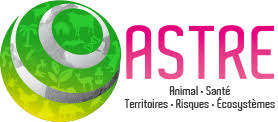 ASTRE
Animal • Santé
Territoires • Risques • Écosystèmes